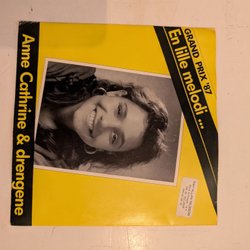 GRAND PRIX '87
En lille melodi...
Anne Cathrine & drengene